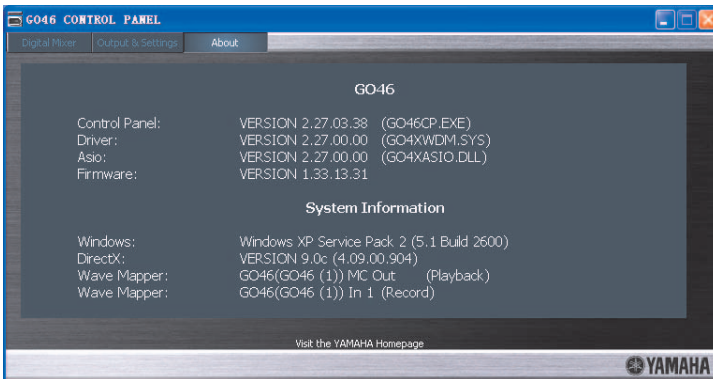 GO46 CONTROL PANEL
Digital Mixer Output & Settings About
GO46
Control Panel: VERSION 2.27.03.38 (GO46CP.EXE)
Driver: VERSION 2.27.00.00 (GO4XWDM.SYS)
Asio: VERSION 2.27.00.00 (GO4XASIO.DLL)
Firmware: VERSION 1.33.13.31
System Information
Windows: Windows XP Service Pack 2 (5.1 Build 2600)
DirectX: VERSION 9.0c (4.09.00.904)
Wave Mapper: GO46(GO46 (1)) MC Out (Playback)
Wave Mapper: GO46(GO46 (1)) In 1 (Record)
Visit the YAMAHA Homepage
YAMAHA